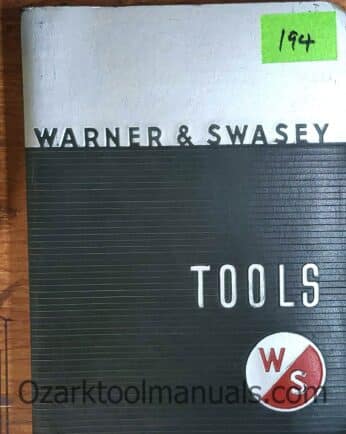 194
WARNER & SWASEY
TOOLS
W
S
Ozarktoolmanuals.com